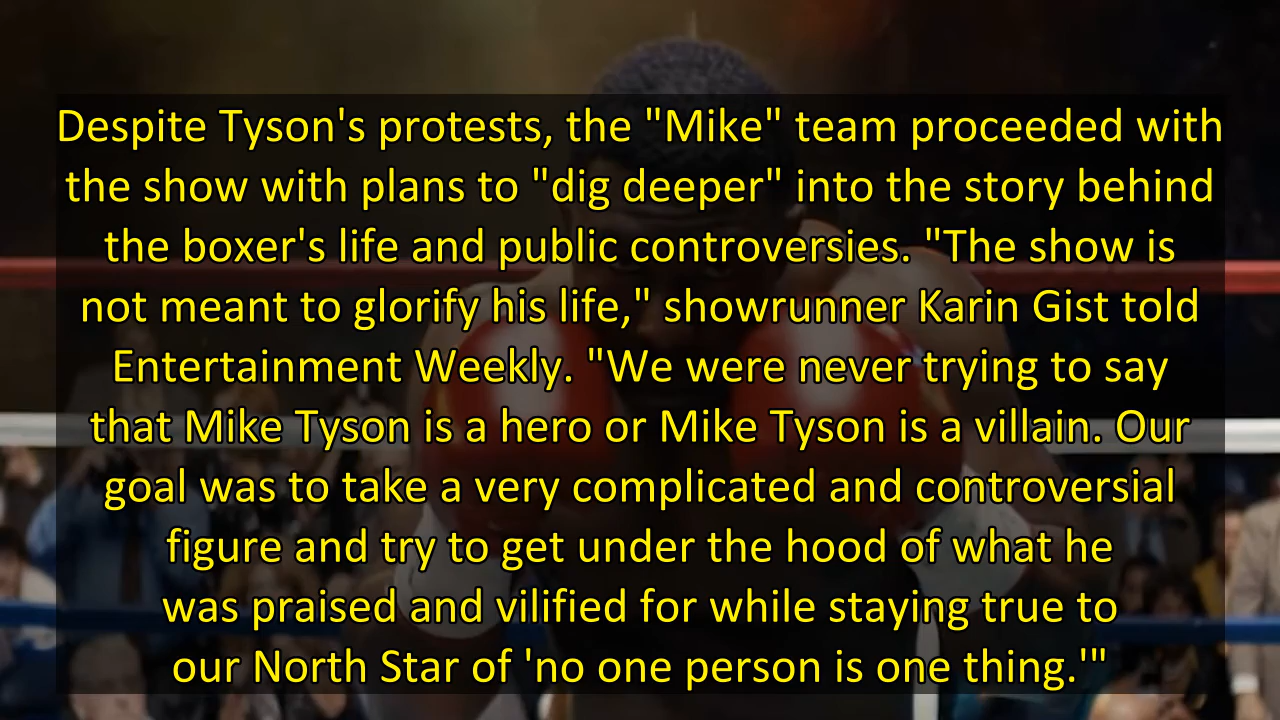 Despite Tyson's protests, the "Mike" team proceeded with
the show with plans to "dig deeper" into the story behind
the boxer's life and public controversies. "The show is
not meant to glorify his life," showrunner Karin Gist told
Entertainment Weekly. "We were never trying to say
that Mike Tyson is a hero or Mike Tyson is a villain. Our
goal was to take a very complicated and controversial
figure and try to get under the hood of what he
was praised and vilified for while staying true to
our North Star of 'no one person is one thing.'"